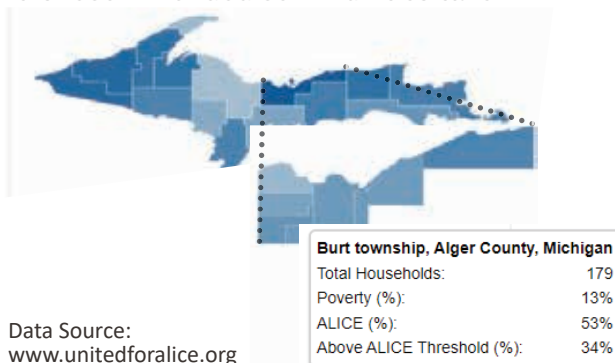 Burt township, Alger County, Michigan
Total Households: 179
Poverty (%): 13%
ALICE (%): 53%
Above ALICE Threshold (%): 34%
Data Source:
www.unitedforalice.org